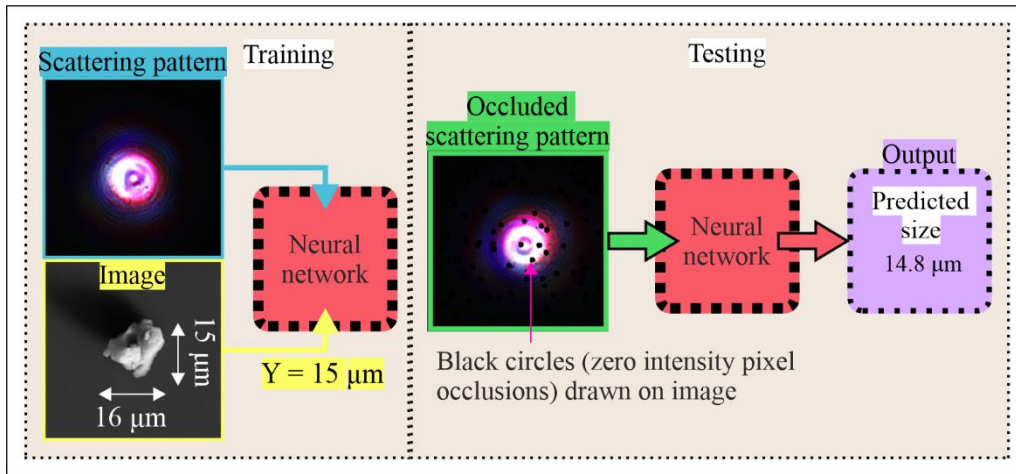 Training
Scattering pattern
Neural
network
Image
15 μm
16 μm
Y = 15 μm
Testing
Occluded
scattering pattern
Neural
network
Output
Predicted
size
14.8 μm
Black circles (zero intensity pixel
occlusions) drawn on image